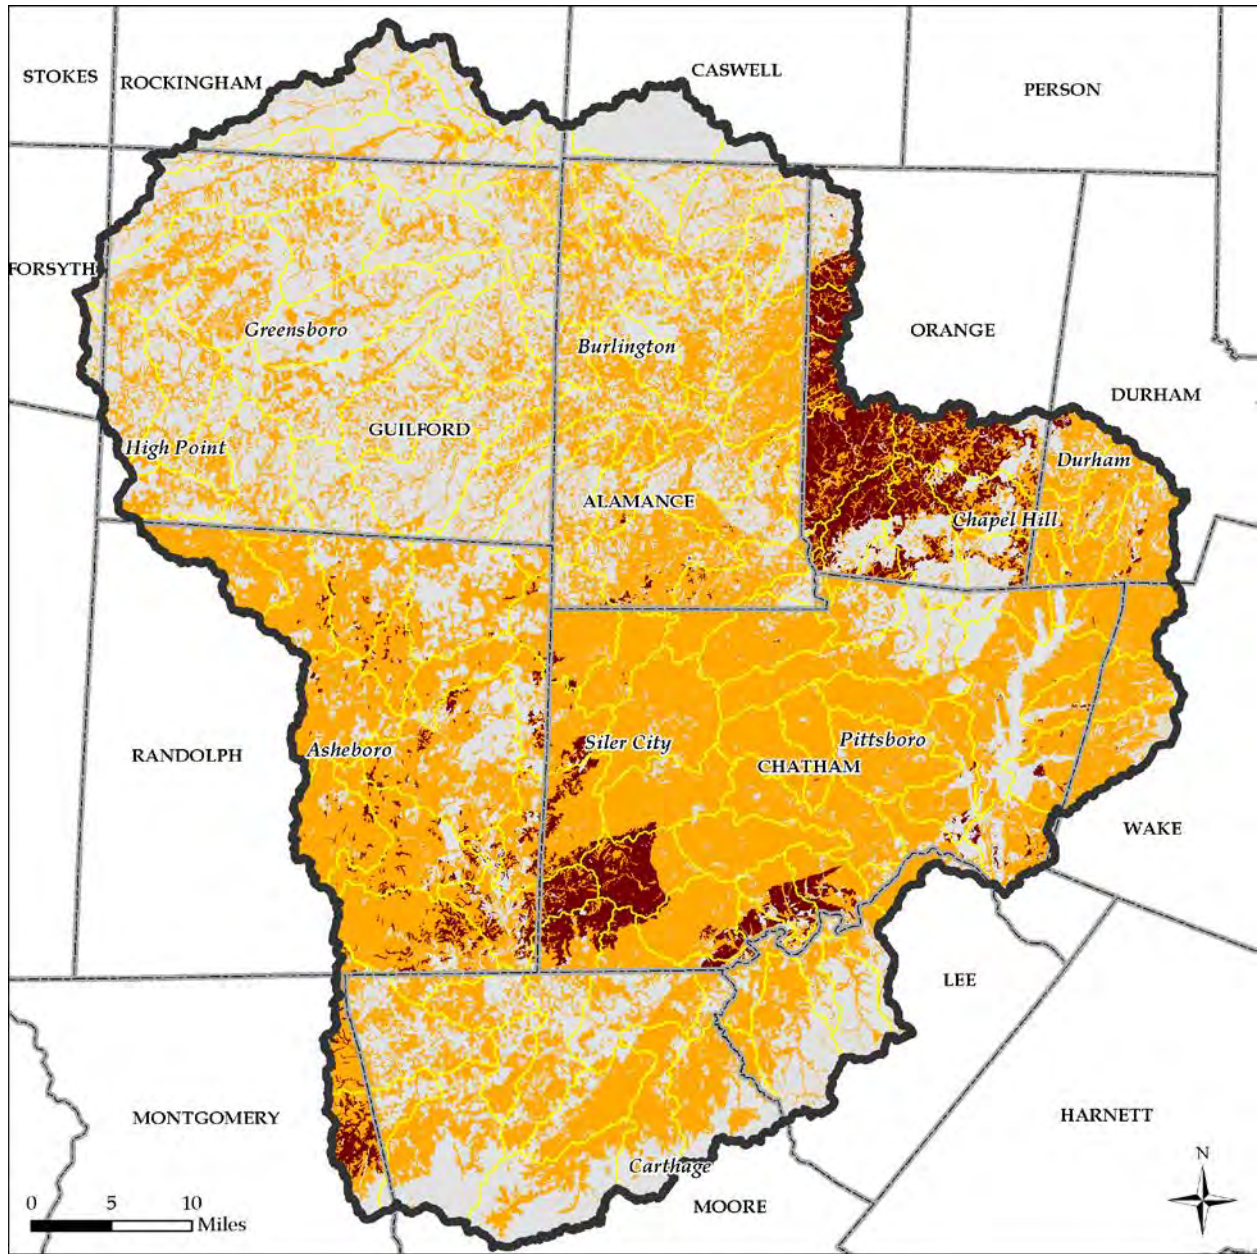 CASWELL
STOKES
ROCKINGHAM
PERSON
FORSYTH
Greensboro
Burlington
ORANGE
DURHAM
High Point
GUILFORD
Durham
ALAMANCE
Chapel Hill
RANDOLPH
Asheboro
Siler City
Pittsboro
CHATHAM
WAKE
LEE
MONTGOMERY
HARNETT
Carthage
MOORE
N
0 5 10
Miles